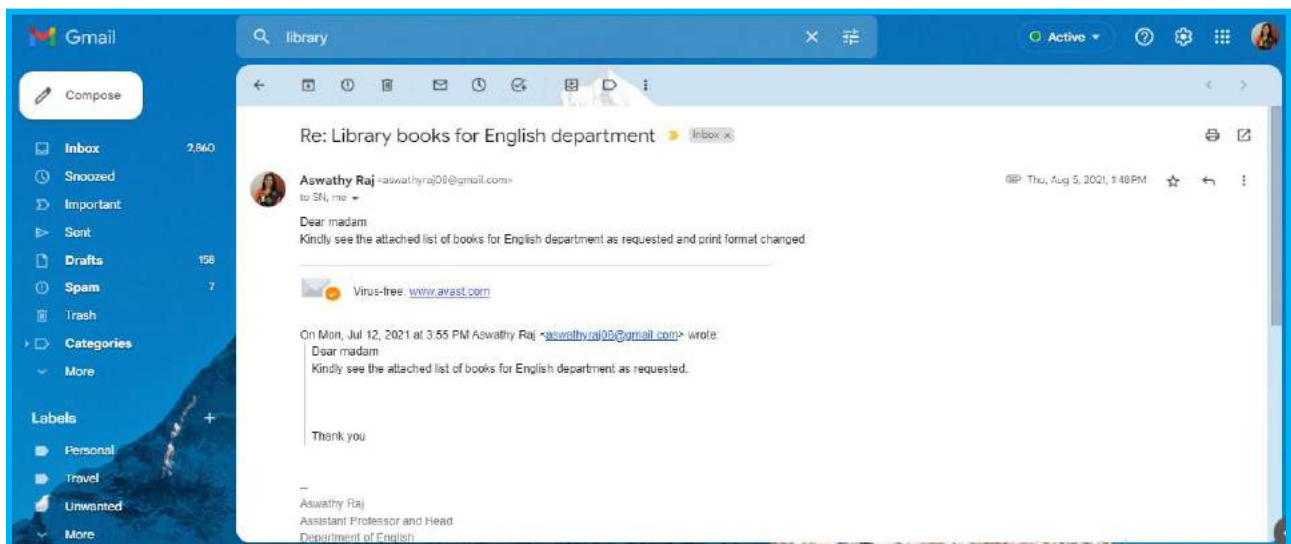 Gmail
library
Active
Compose
Inbox 2,860
Snoozed
Important
Sent
Drafts 158
Spam 7
Trash
Categories
More
Labels
Personal
Travel
Unwanted
More
Re: Library books for English department Inbox x
Aswathy Raj <aswathyraj08@gmail.com>
Thu, Aug 5, 2021, 1:48 PM
to SN, me
Dear madam
Kindly see the attached list of books for English department as requested and print format changed
Virus-free. www.avast.com
On Mon, Jul 12, 2021 at 3:55 PM Aswathy Raj <aswathyraj08@gmail.com> wrote:
Dear madam
Kindly see the attached list of books for English department as requested.
Thank you
--
Aswathy Raj
Assistant Professor and Head
Department of English